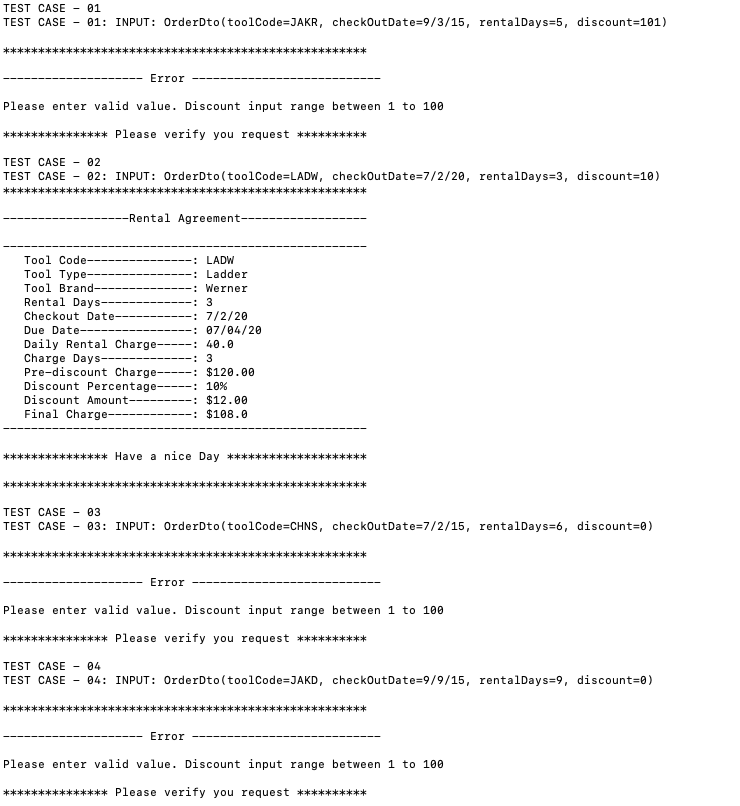 TEST CASE – 01
TEST CASE – 01: INPUT: OrderDto(toolCode=JAKR, checkOutDate=9/3/15, rentalDays=5, discount=101)
****************************************************
–––––––––––––––––––– Error –––––––––––––––––––––––––––
Please enter valid value. Discount input range between 1 to 100
*************** Please verify you request **********
TEST CASE – 02
TEST CASE – 02: INPUT: OrderDto(toolCode=LADW, checkOutDate=7/2/20, rentalDays=3, discount=10)
****************************************************
––––––––––––––––––Rental Agreement––––––––––––––––––
––––––––––––––––––––––––––––––––––––––––––––––––––––
Tool Code–––––––––––––––: LADW
Tool Type–––––––––––––––: Ladder
Tool Brand––––––––––––––: Werner
Rental Days–––––––––––––: 3
Checkout Date–––––––––––: 7/2/20
Due Date––––––––––––––––: 07/04/20
Daily Rental Charge–––––: 40.0
Charge Days–––––––––––––: 3
Pre–discount Charge–––––: $120.00
Discount Percentage–––––: 10%
Discount Amount–––––––––: $12.00
Final Charge––––––––––––: $108.0
––––––––––––––––––––––––––––––––––––––––––––––––––––
*************** Have a nice Day ********************
****************************************************
TEST CASE – 03
TEST CASE – 03: INPUT: OrderDto(toolCode=CHNS, checkOutDate=7/2/15, rentalDays=6, discount=0)
****************************************************
–––––––––––––––––––– Error –––––––––––––––––––––––––––
Please enter valid value. Discount input range between 1 to 100
*************** Please verify you request **********
TEST CASE – 04
TEST CASE – 04: INPUT: OrderDto(toolCode=JAKD, checkOutDate=9/9/15, rentalDays=9, discount=0)
****************************************************
–––––––––––––––––––– Error –––––––––––––––––––––––––––
Please enter valid value. Discount input range between 1 to 100
*************** Please verify you request **********